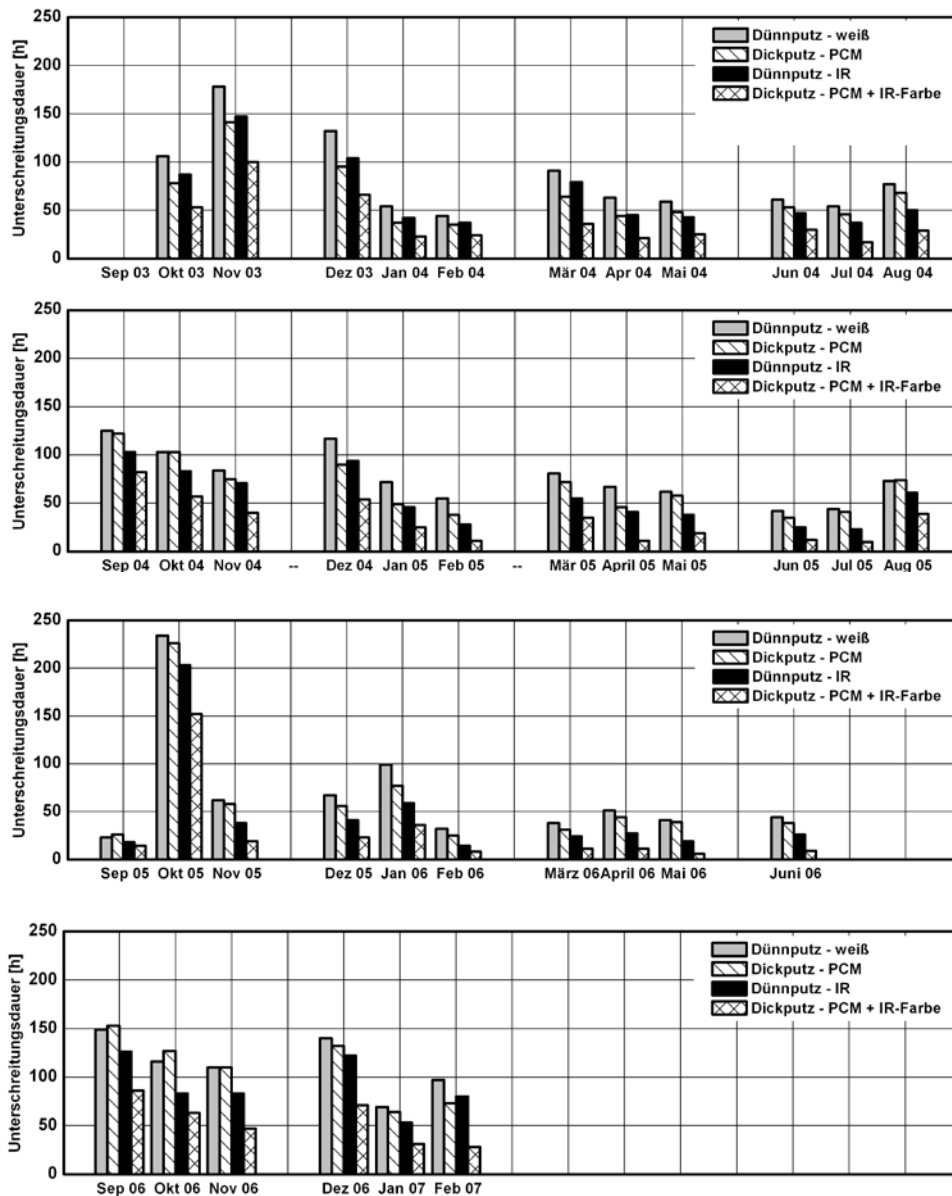 250
200
150
100
50
0
Unterschreitungsdauer [h]
Dünnputz - weiß
Dickputz - PCM
Dünnputz - IR
Dickputz - PCM + IR-Farbe
Sep 03 Okt 03 Nov 03 Dez 03 Jan 04 Feb 04 Mär 04 Apr 04 Mai 04 Jun 04 Jul 04 Aug 04
250
200
150
100
50
0
Unterschreitungsdauer [h]
Dünnputz - weiß
Dickputz - PCM
Dünnputz - IR
Dickputz - PCM + IR-Farbe
Sep 04 Okt 04 Nov 04 -- Dez 04 Jan 05 Feb 05 -- Mär 05 April 05 Mai 05 Jun 05 Jul 05 Aug 05
250
200
150
100
50
0
Unterschreitungsdauer [h]
Dünnputz - weiß
Dickputz - PCM
Dünnputz - IR
Dickputz - PCM + IR-Farbe
Sep 05 Okt 05 Nov 05 Dez 05 Jan 06 Feb 06 März 06 April 06 Mai 06 Juni 06
250
200
150
100
50
0
Unterschreitungsdauer [h]
Dünnputz - weiß
Dickputz - PCM
Dünnputz - IR
Dickputz - PCM + IR-Farbe
Sep 06 Okt 06 Nov 06 Dez 06 Jan 07 Feb 07